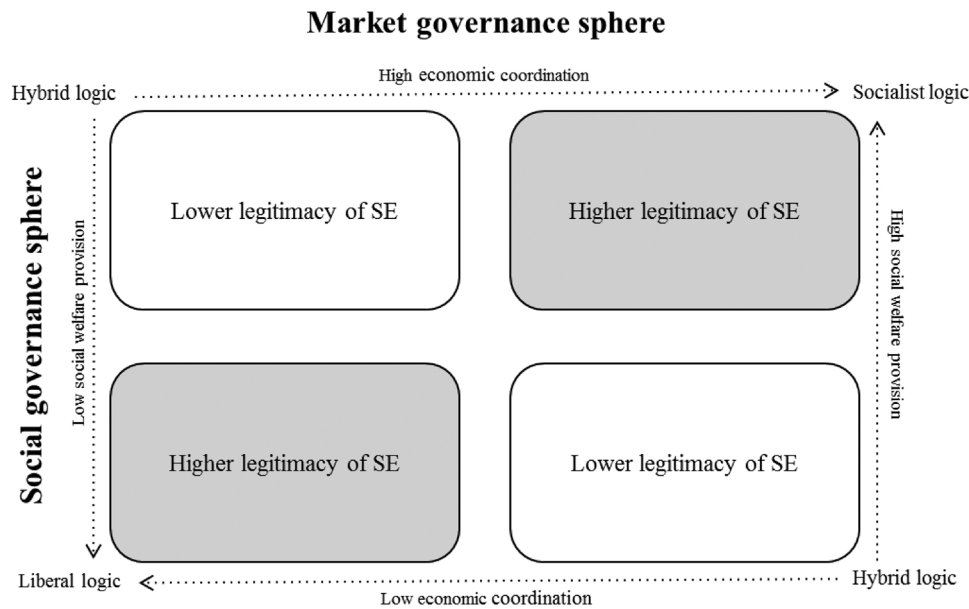 Market governance sphere
High economic coordination
Hybrid logic
Socialist logic
Social governance sphere
Low social welfare provision
Lower legitimacy of SE
Higher legitimacy of SE
High social welfare provision
Higher legitimacy of SE
Lower legitimacy of SE
Liberal logic
Hybrid logic
Low economic coordination